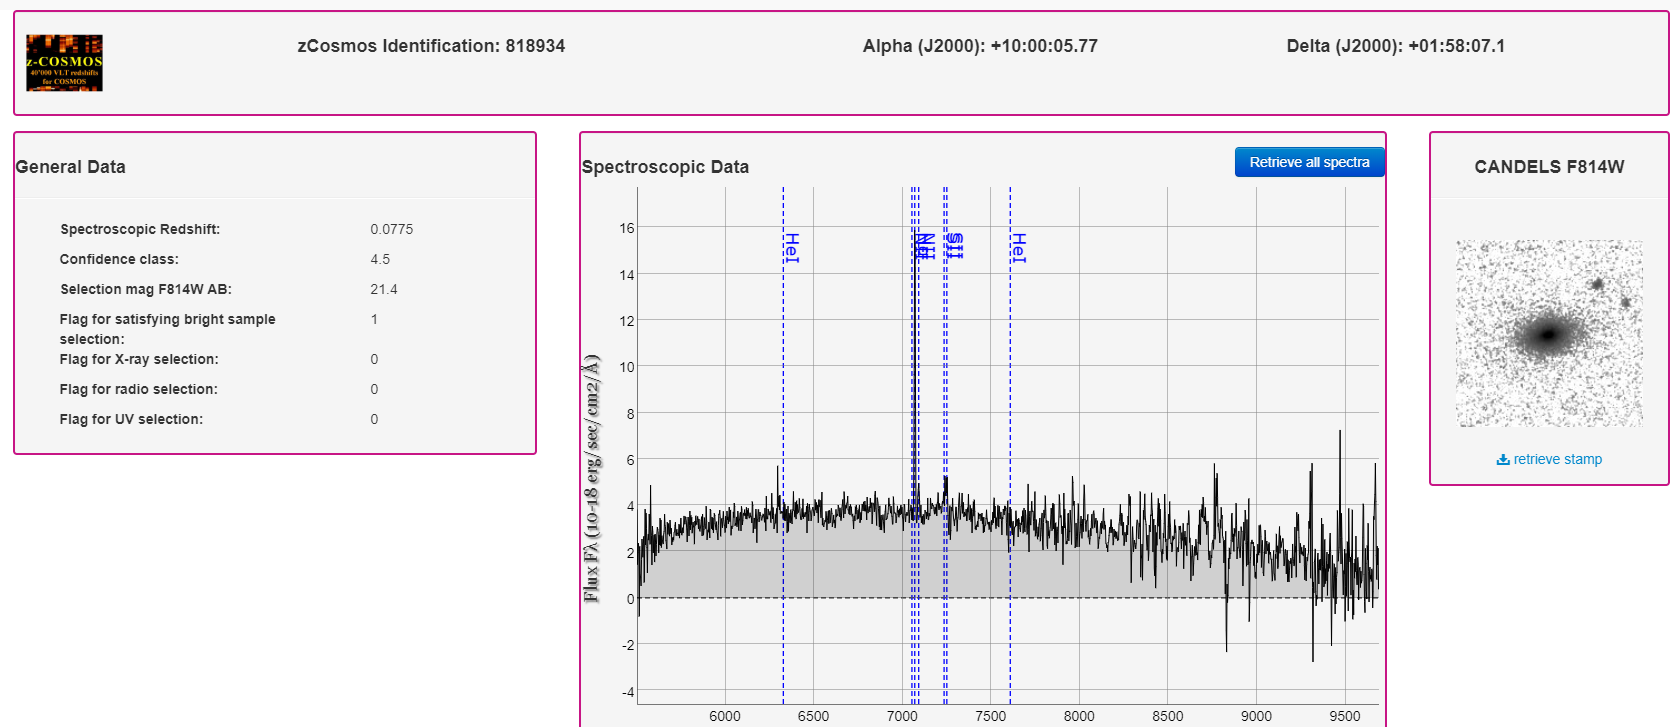 z-COSMOS
40'000 VLT redshifts
for COSMOS
zCosmos Identification: 818934
Alpha (J2000): +10:00:05.77
Delta (J2000): +01:58:07.1
General Data
Spectroscopic Redshift: 0.0775
Confidence class: 4.5
Selection mag F814W AB: 21.4
Flag for satisfying bright sample 1
selection:
Flag for X-ray selection: 0
Flag for radio selection: 0
Flag for UV selection: 0
Spectroscopic Data
Retrieve all spectra
Flux Fλ (10-18 erg/sec/cm2/Å)
16
14
12
10
8
6
4
2
0
-2
-4
HeI
NII
SII
HeI
6000 6500 7000 7500 8000 8500 9000 9500
CANDELS F814W
retrieve stamp